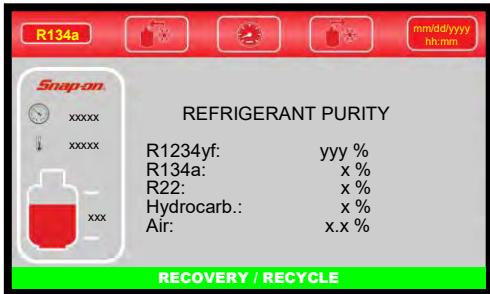 R134a
mm/dd/yyyy
hh:mm
Snap-on
xxxxx
xxxxx
xxx
REFRIGERANT PURITY
R1234yf: yyy %
R134a: x %
R22: x %
Hydrocarb.: x %
Air: x.x %
RECOVERY / RECYCLE